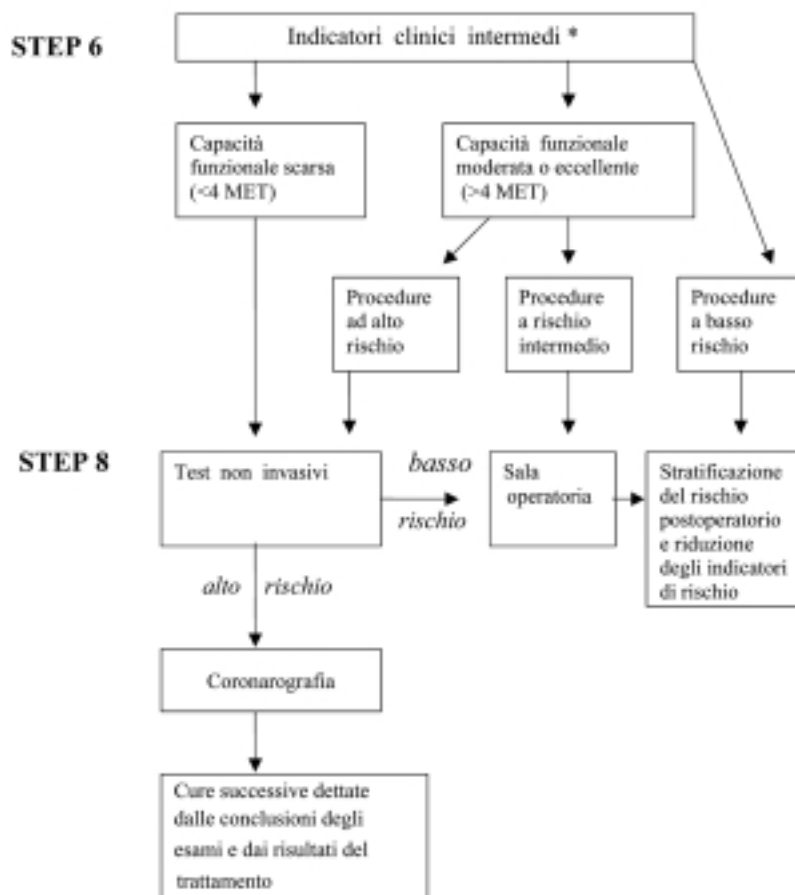 STEP 6
Indicatori clinici intermedi *
Capacità
funzionale scarsa
(<4 MET)
Capacità funzionale
moderata o eccellente
(>4 MET)
Procedure
ad alto
rischio
Procedure
a rischio
intermedio
Procedure
a basso
rischio
STEP 8
Test non invasivi
basso
rischio
Sala
operatoria
Stratificazione
del rischio
postoperatorio
e riduzione
degli indicatori
di rischio
alto rischio
Coronarografia
Cure successive dettate
dalle conclusioni degli
esami e dai risultati del
trattamento